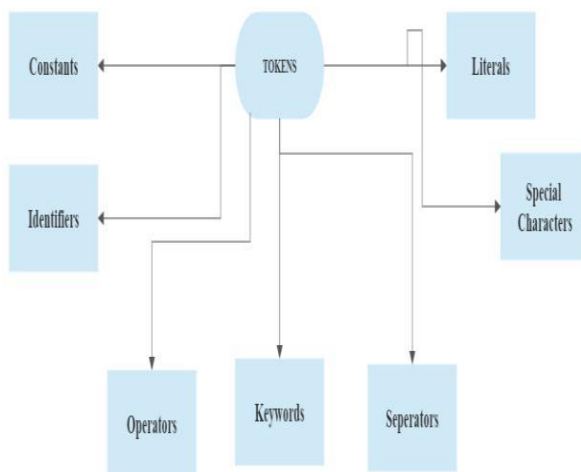 Constants
TOKENS
Literals
Identifiers
Special
Characters
Operators
Keywords
Seperators